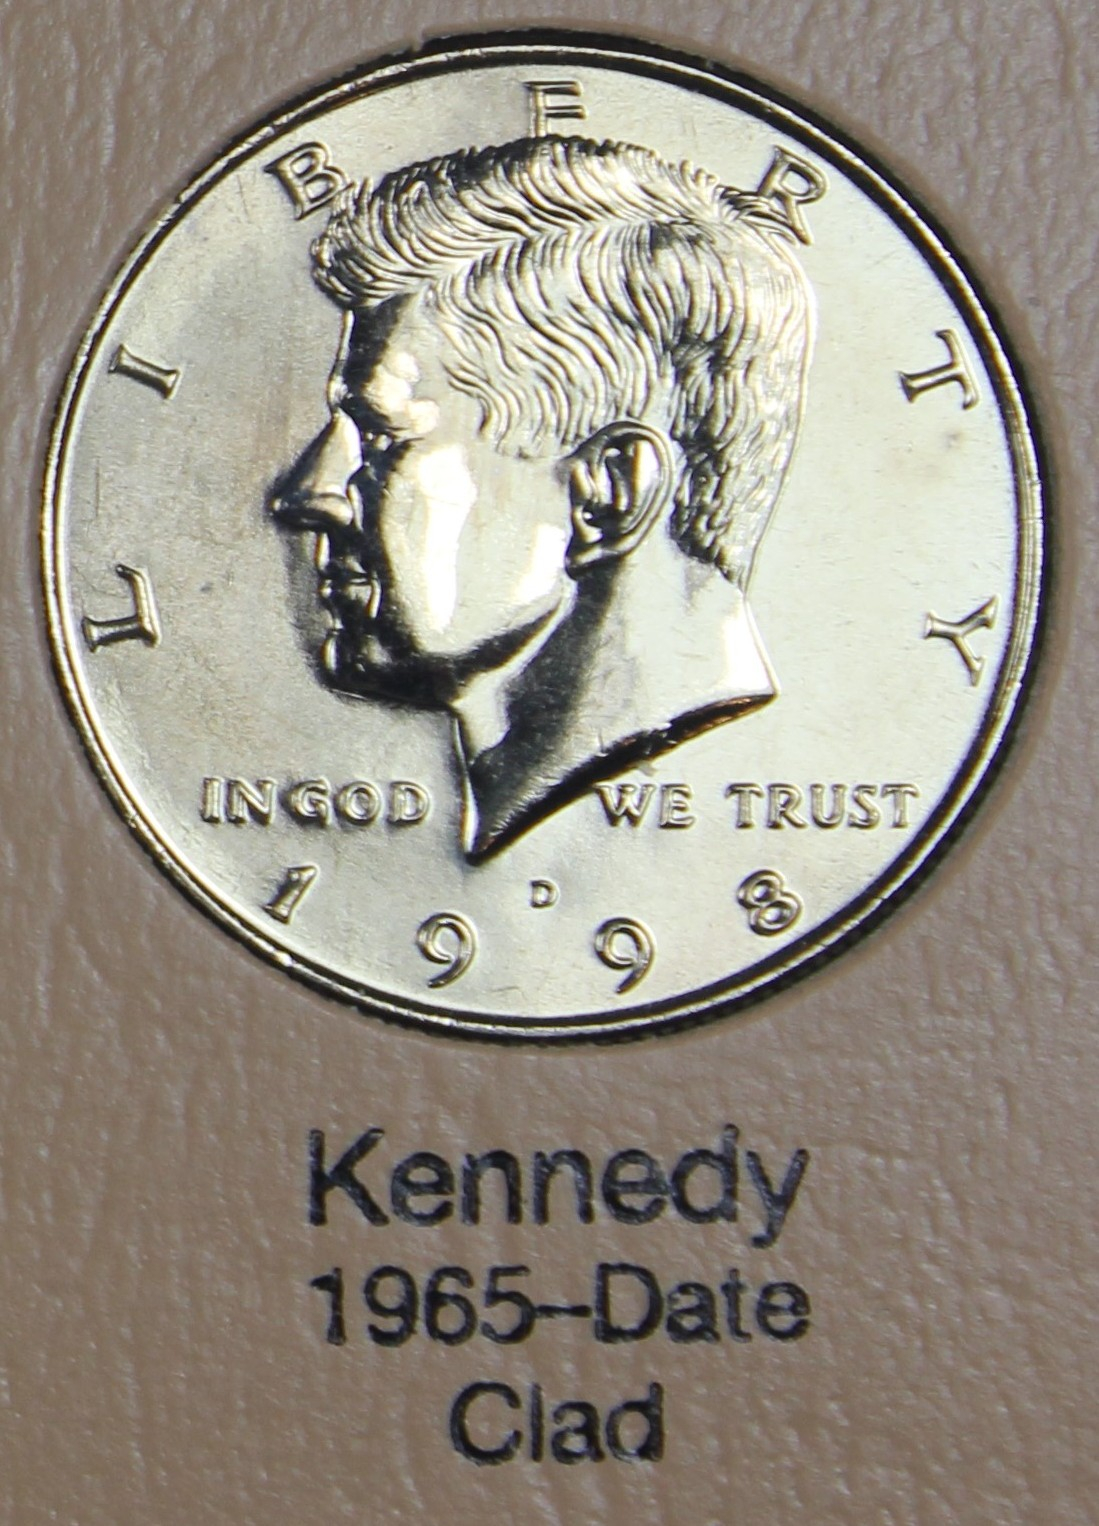 LIBERTY
IN GOD WE TRUST
D
1998
Kennedy
1965–Date
Clad